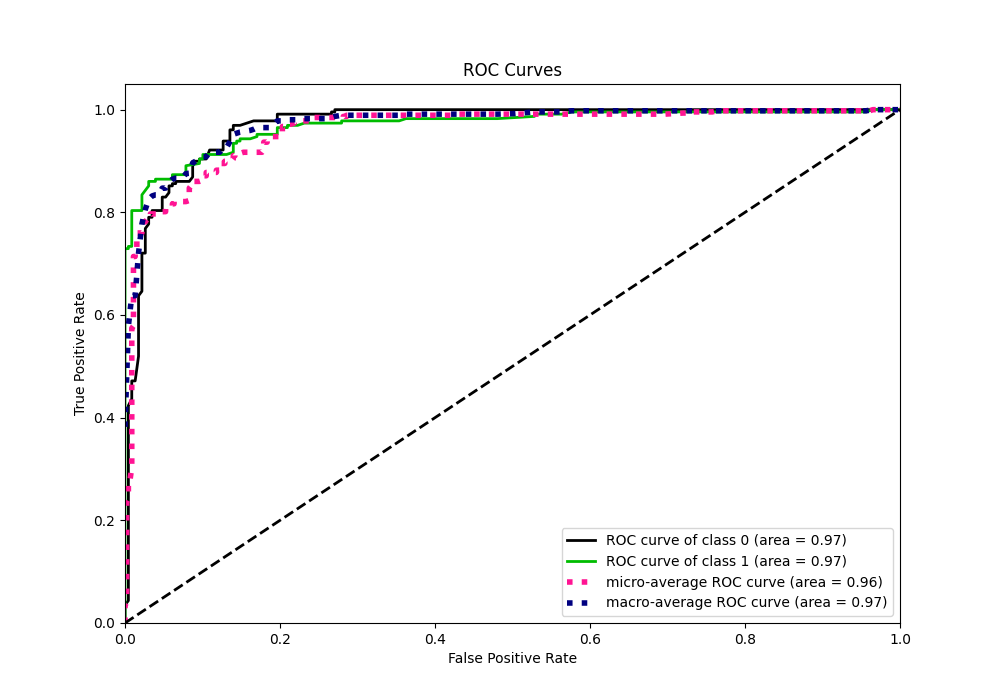 ROC Curves
1.0
0.8
0.6
0.4
0.2
0.0
True Positive Rate
ROC curve of class 0 (area = 0.97)
ROC curve of class 1 (area = 0.97)
micro-average ROC curve (area = 0.96)
macro-average ROC curve (area = 0.97)
0.0 0.2 0.4 0.6 0.8 1.0
False Positive Rate